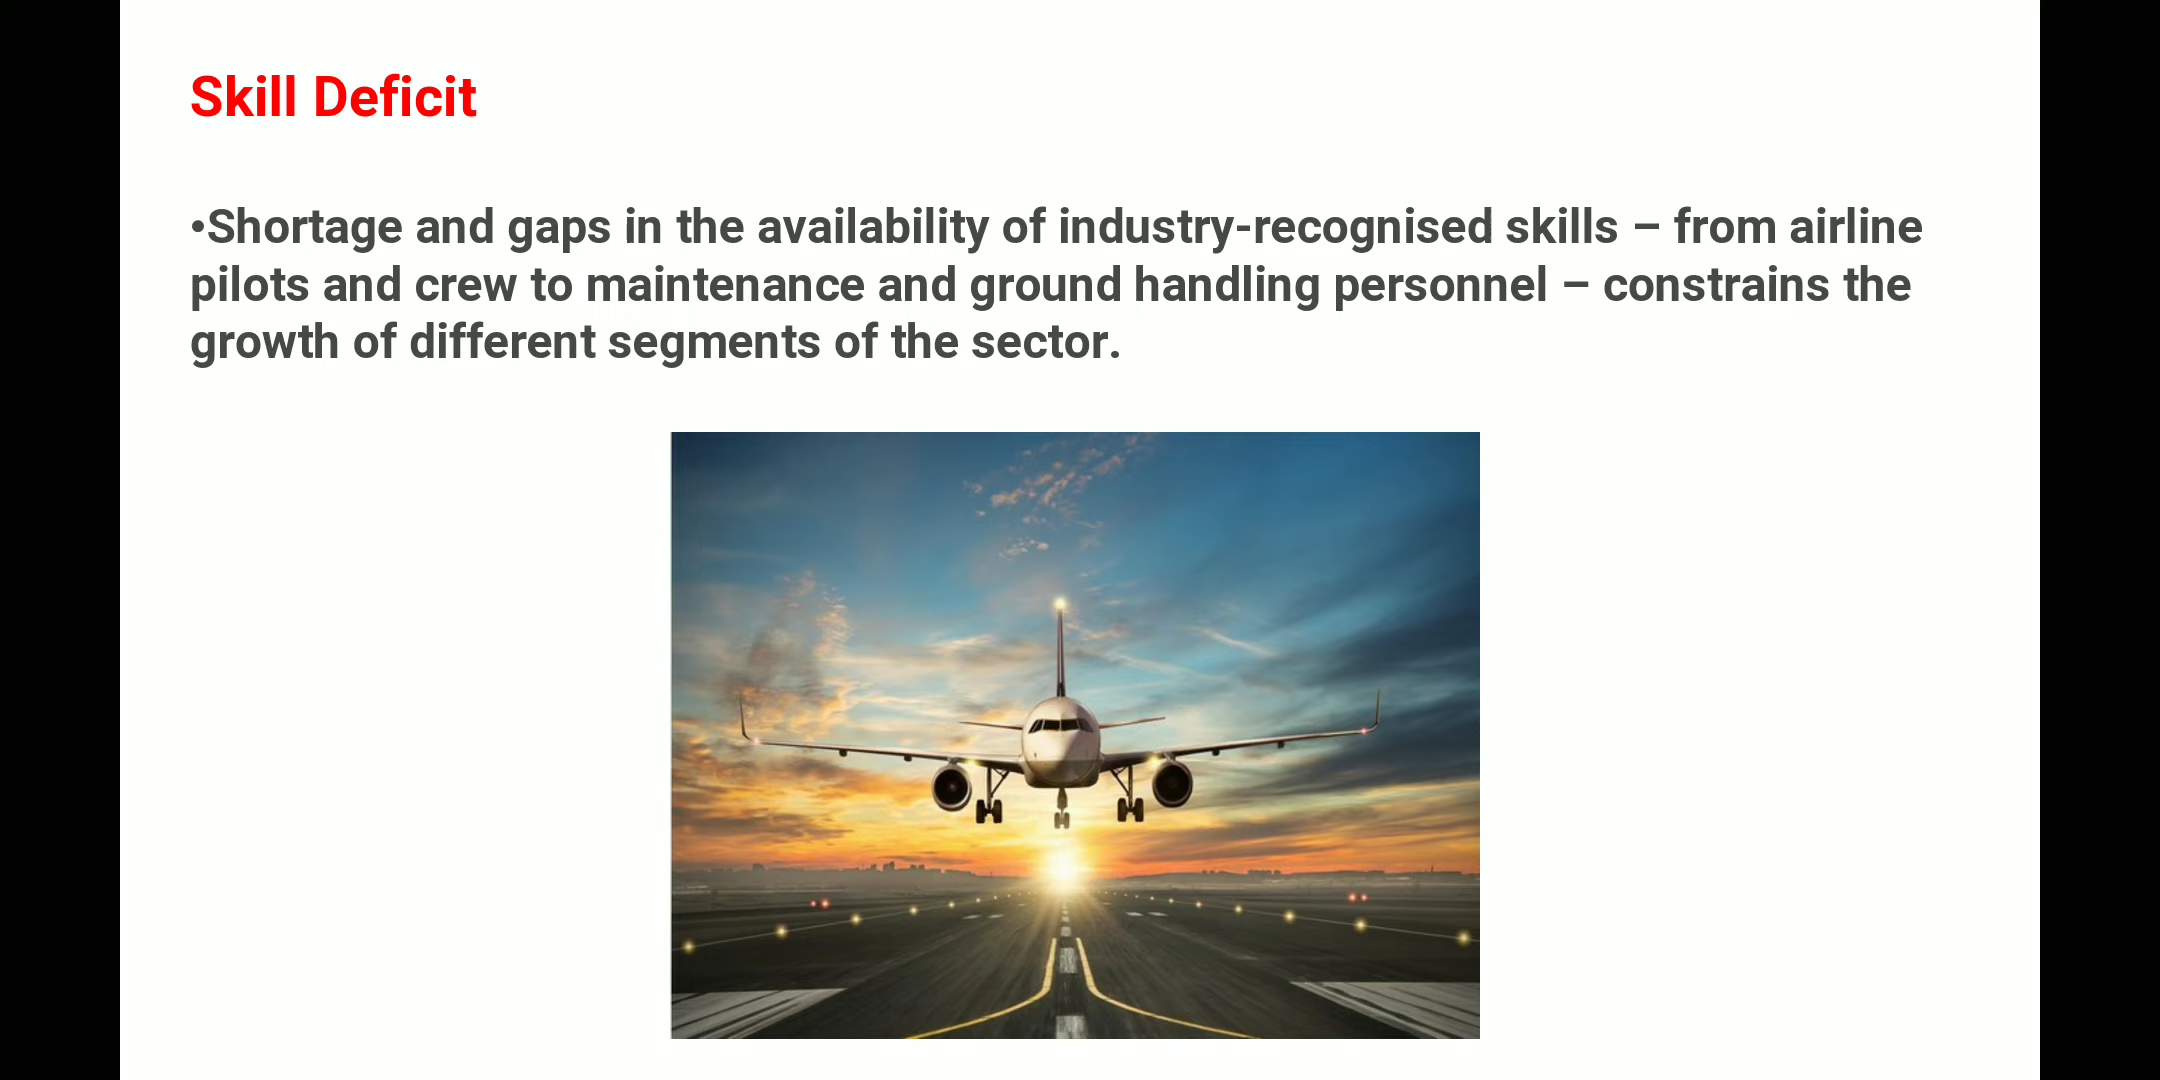 Skill Deficit
•Shortage and gaps in the availability of industry-recognised skills – from airline
pilots and crew to maintenance and ground handling personnel – constrains the
growth of different segments of the sector.